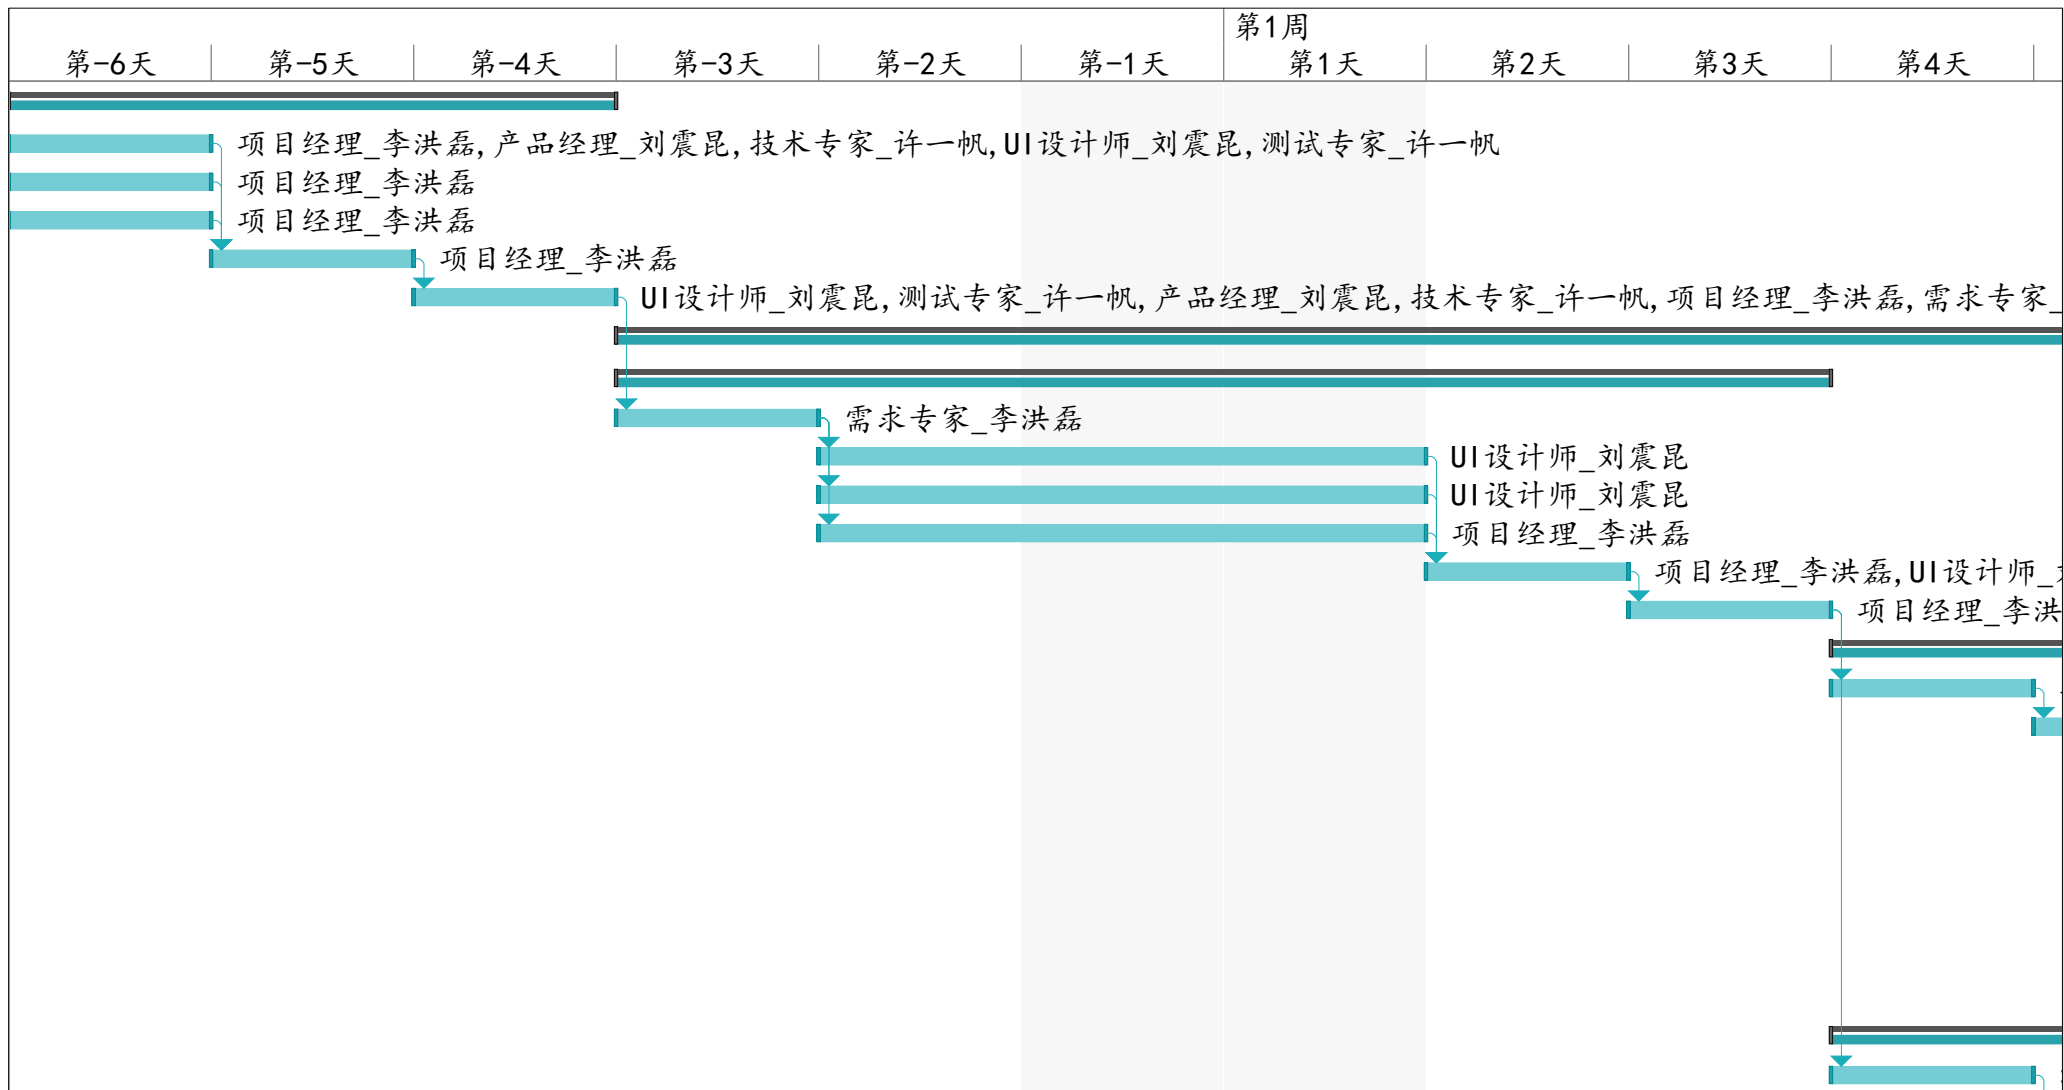 第1周
第-6天 第-5天 第-4天 第-3天 第-2天 第-1天 第1天 第2天 第3天 第4天
项目经理_李洪磊,产品经理_刘震昆,技术专家_许一帆,UI设计师_刘震昆,测试专家_许一帆
项目经理_李洪磊
项目经理_李洪磊
项目经理_李洪磊
UI设计师_刘震昆,测试专家_许一帆,产品经理_刘震昆,技术专家_许一帆,项目经理_李洪磊,需求专家_
需求专家_李洪磊
UI设计师_刘震昆
UI设计师_刘震昆
项目经理_李洪磊
项目经理_李洪磊,UI设计师_
项目经理_李洪